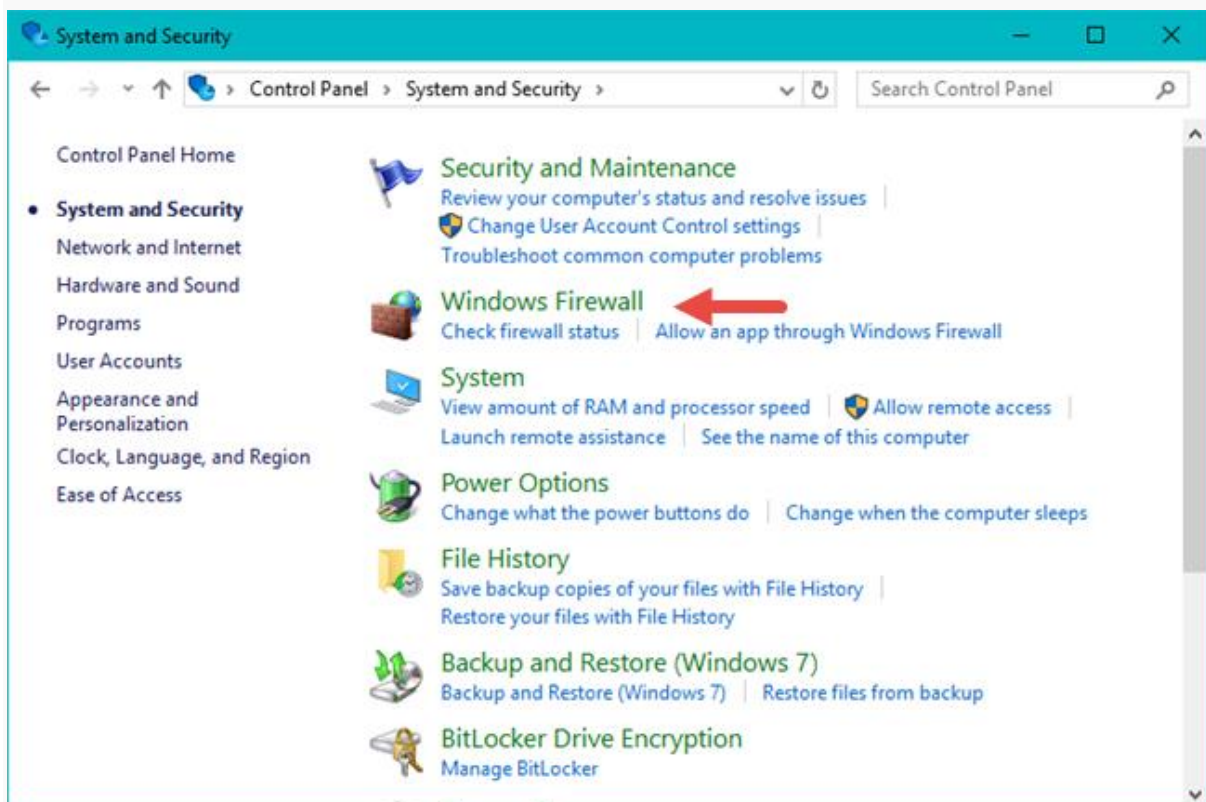 System and Security
Control Panel > System and Security >
Search Control Panel
Control Panel Home
System and Security
Network and Internet
Hardware and Sound
Programs
User Accounts
Appearance and
Personalization
Clock, Language, and Region
Ease of Access
Security and Maintenance
Review your computer's status and resolve issues
Change User Account Control settings
Troubleshoot common computer problems
Windows Firewall
Check firewall status
Allow an app through Windows Firewall
System
View amount of RAM and processor speed
Allow remote access
Launch remote assistance
See the name of this computer
Power Options
Change what the power buttons do
Change when the computer sleeps
File History
Save backup copies of your files with File History
Restore your files with File History
Backup and Restore (Windows 7)
Backup and Restore (Windows 7)
Restore files from backup
BitLocker Drive Encryption
Manage BitLocker